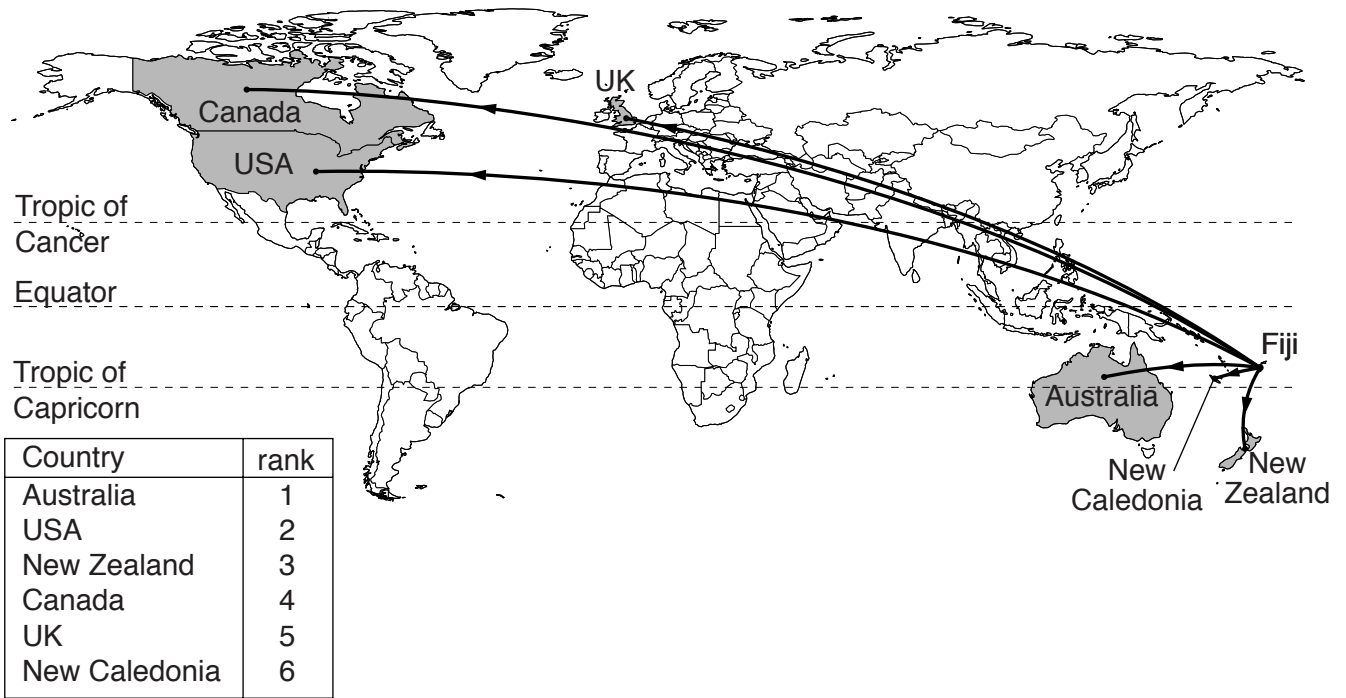 UK
Canada
USA
Tropic of
Cancer
Equator
Fiji
Tropic of
Capricorn
Australia
New
Caledonia
New
Zealand
Country rank
Australia 1
USA 2
New Zealand 3
Canada 4
UK 5
New Caledonia 6